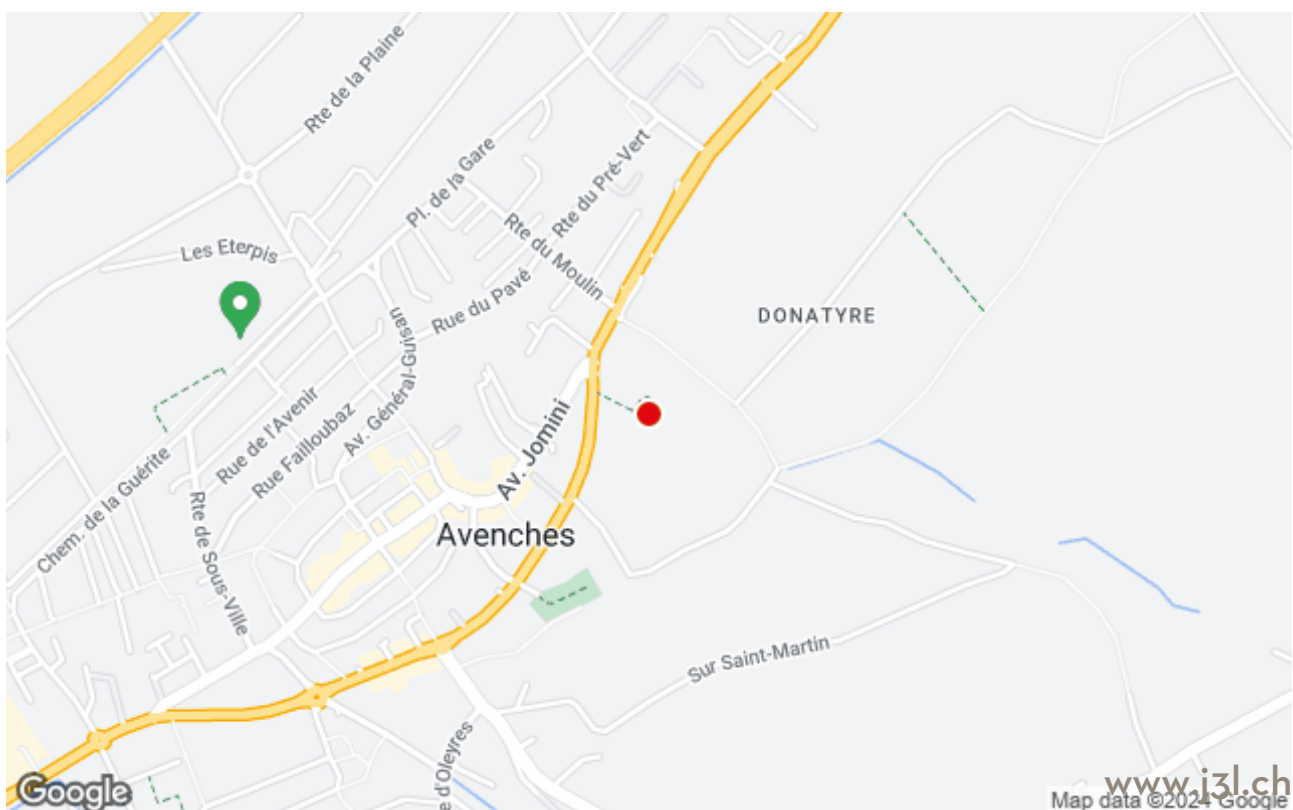 Rte de la Plaine
Pl. de la Gare
Rte du Pré-Vert
Les Eterpis
Rte du Moulin
Rue du Pavé
DONATYRE
Av. Général-Guisan
Rue de l'Avenir
Rue Failloubaz
Av. Jomini
Chem. de la Guérite
Rte de Sous-Ville
Avenches
Sur Saint-Martin
e d'Oleyres
Google
www.j3l.ch
Map data ©2024 Google